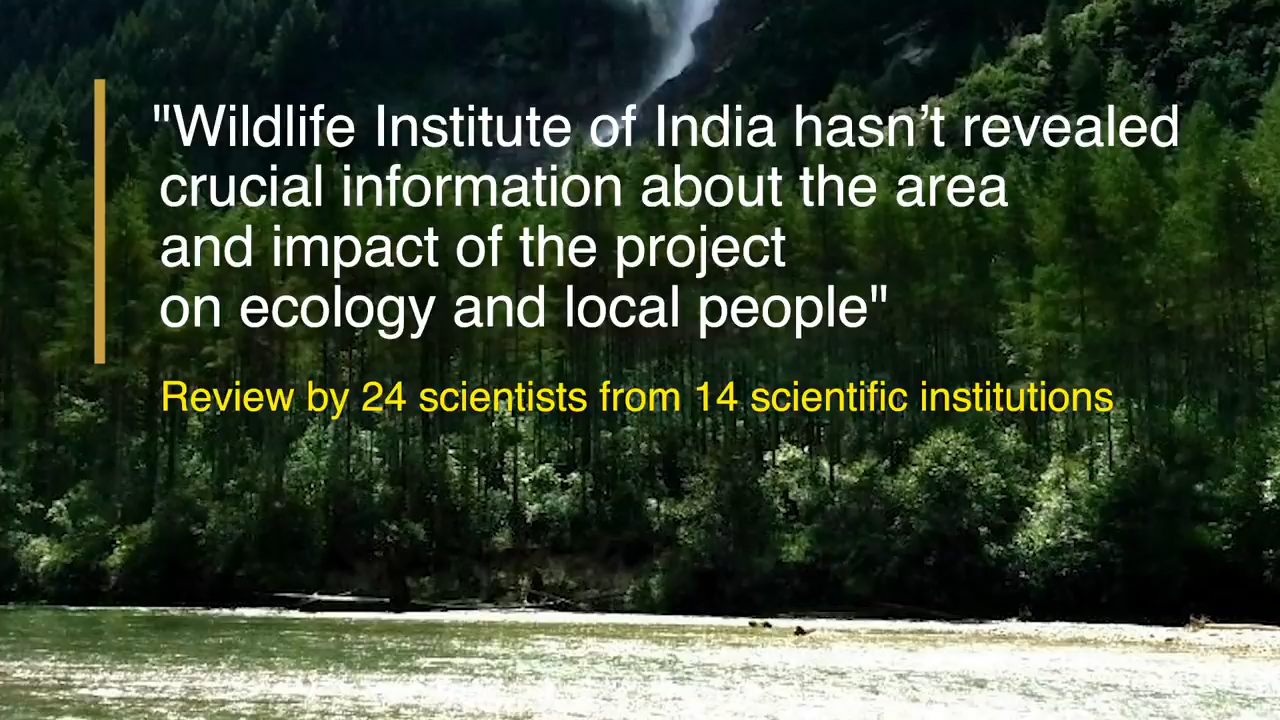 "Wildlife Institute of India hasn’t revealed
crucial information about the area
and impact of the project
on ecology and local people"
Review by 24 scientists from 14 scientific institutions